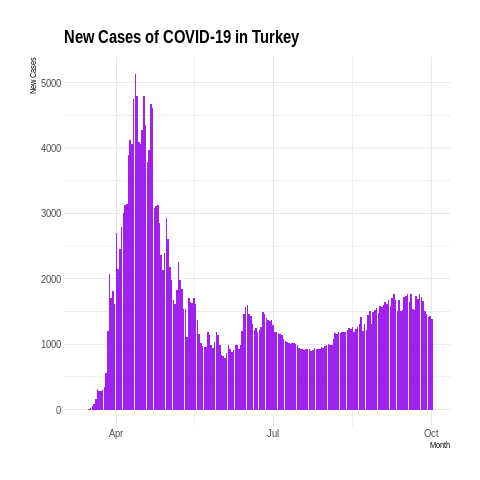 New Cases of COVID-19 in Turkey
New Cases
5000
4000
3000
2000
1000
0
Apr
Jul
Oct
Month